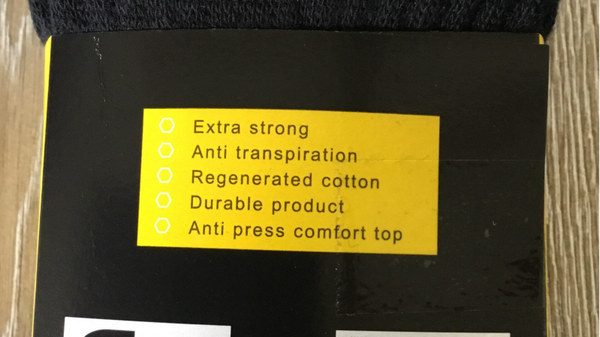 Extra strong
Anti transpiration
Regenerated cotton
Durable product
Anti press comfort top